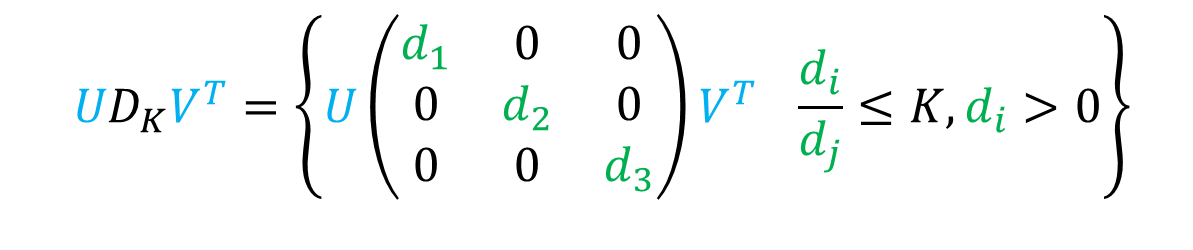 UD_K V^T = { U ( d_1 0 0
0 d_2 0
0 0 d_3 ) V^T d_i / d_j ≤ K, d_i > 0 }